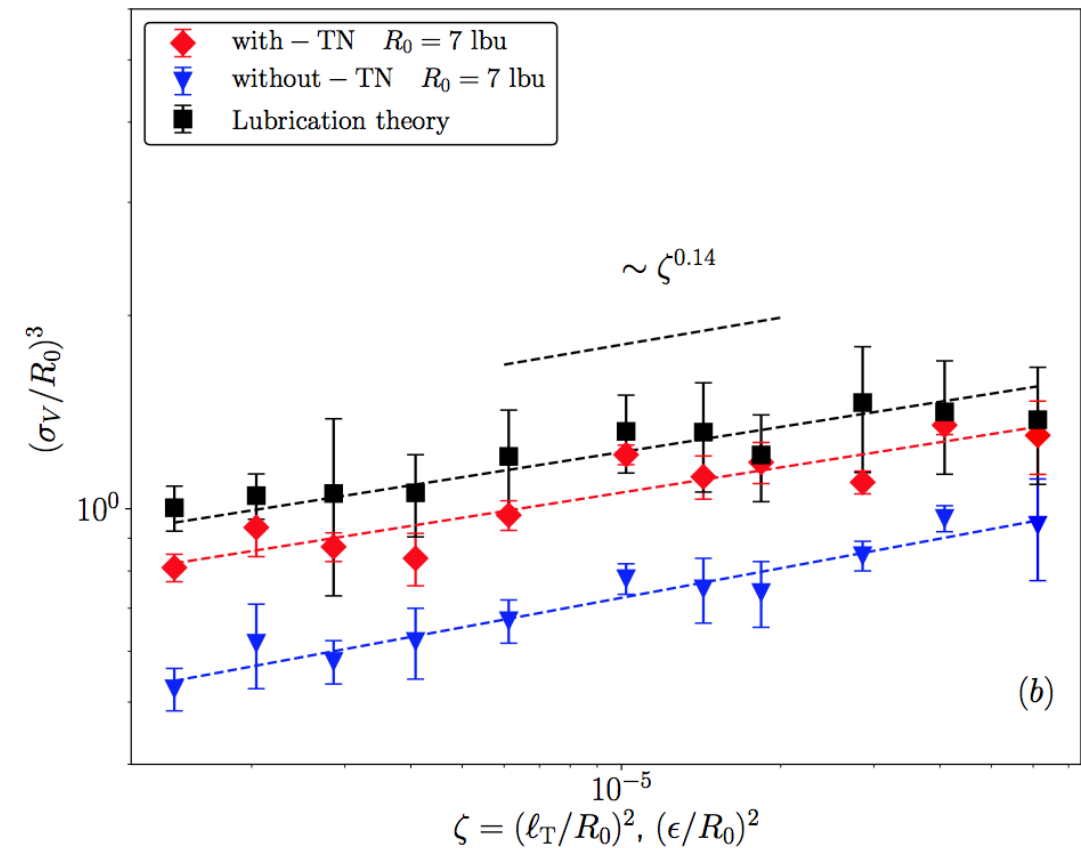 with − TN R₀ = 7 lbu
without − TN R₀ = 7 lbu
Lubrication theory
∼ ζ^0.14
(σ_V/R₀)³
10⁰
(b)
10⁻⁵
ζ = (ℓ_T/R₀)², (ϵ/R₀)²